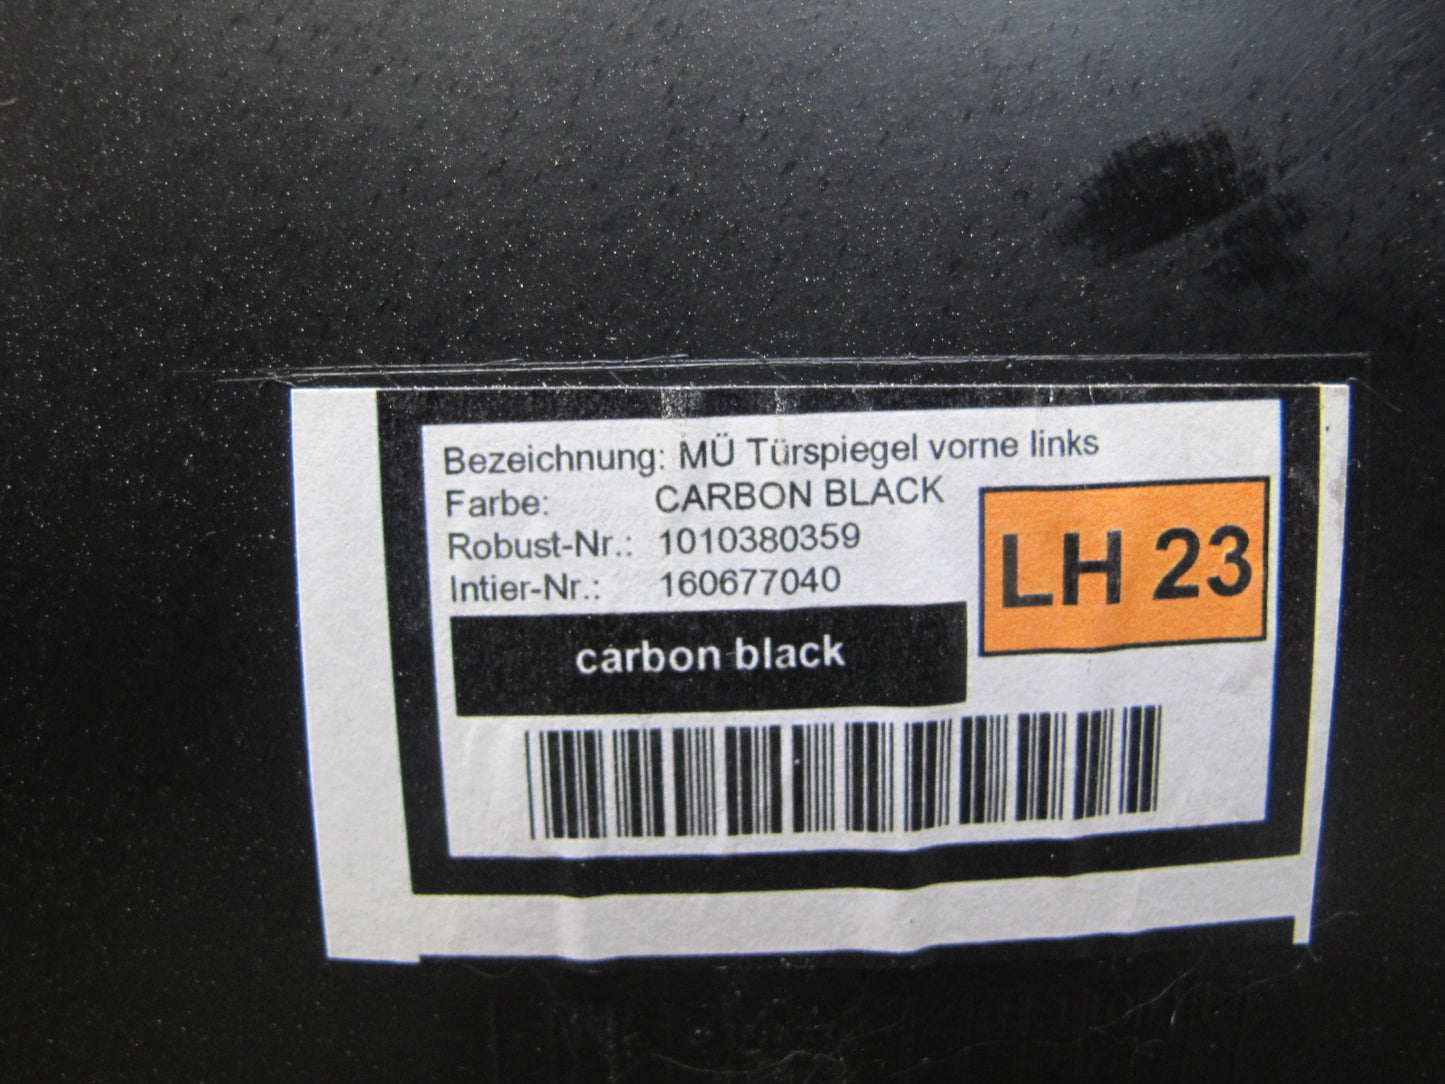 Bezeichnung: MÜ Türspiegel vorne links
Farbe: CARBON BLACK
Robust-Nr.: 1010380359
Intier-Nr.: 160677040
LH 23
carbon black